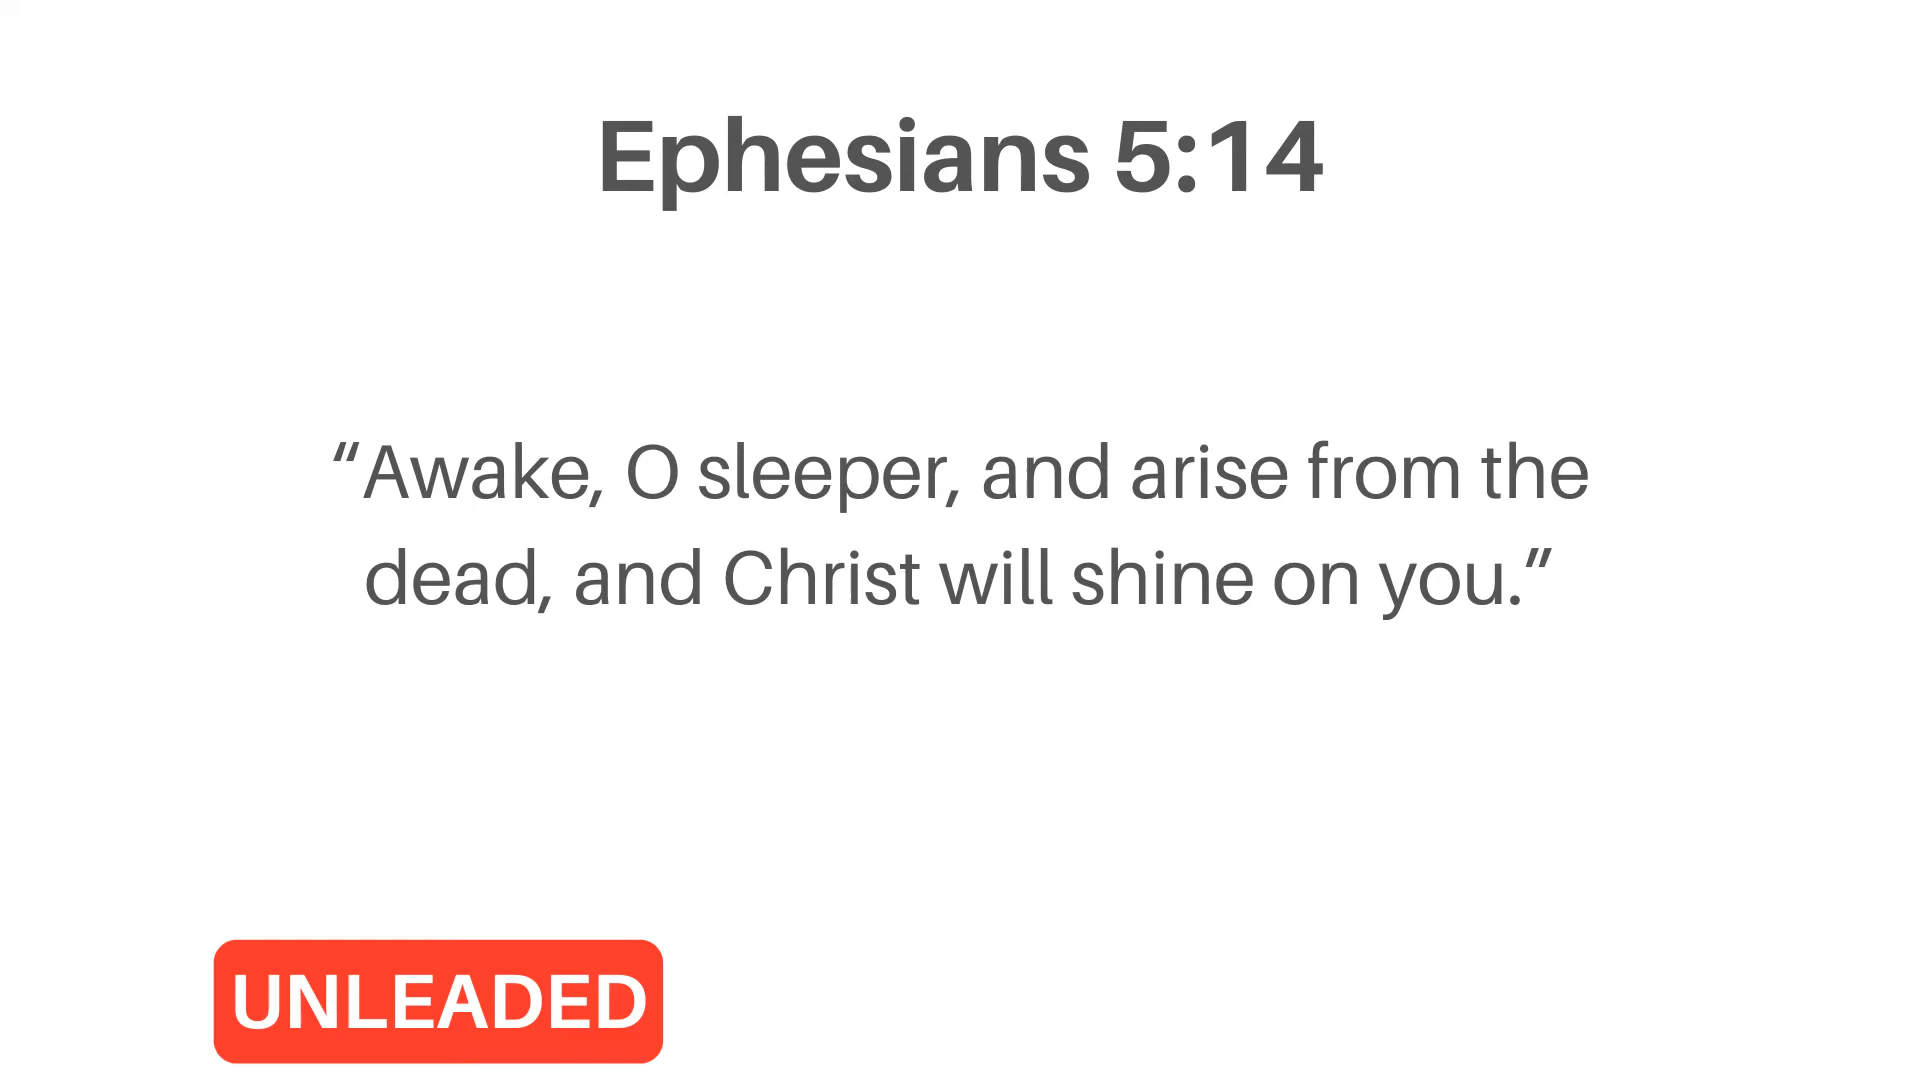 Ephesians 5:14
“Awake, O sleeper, and arise from the
dead, and Christ will shine on you.”
UNLEADED